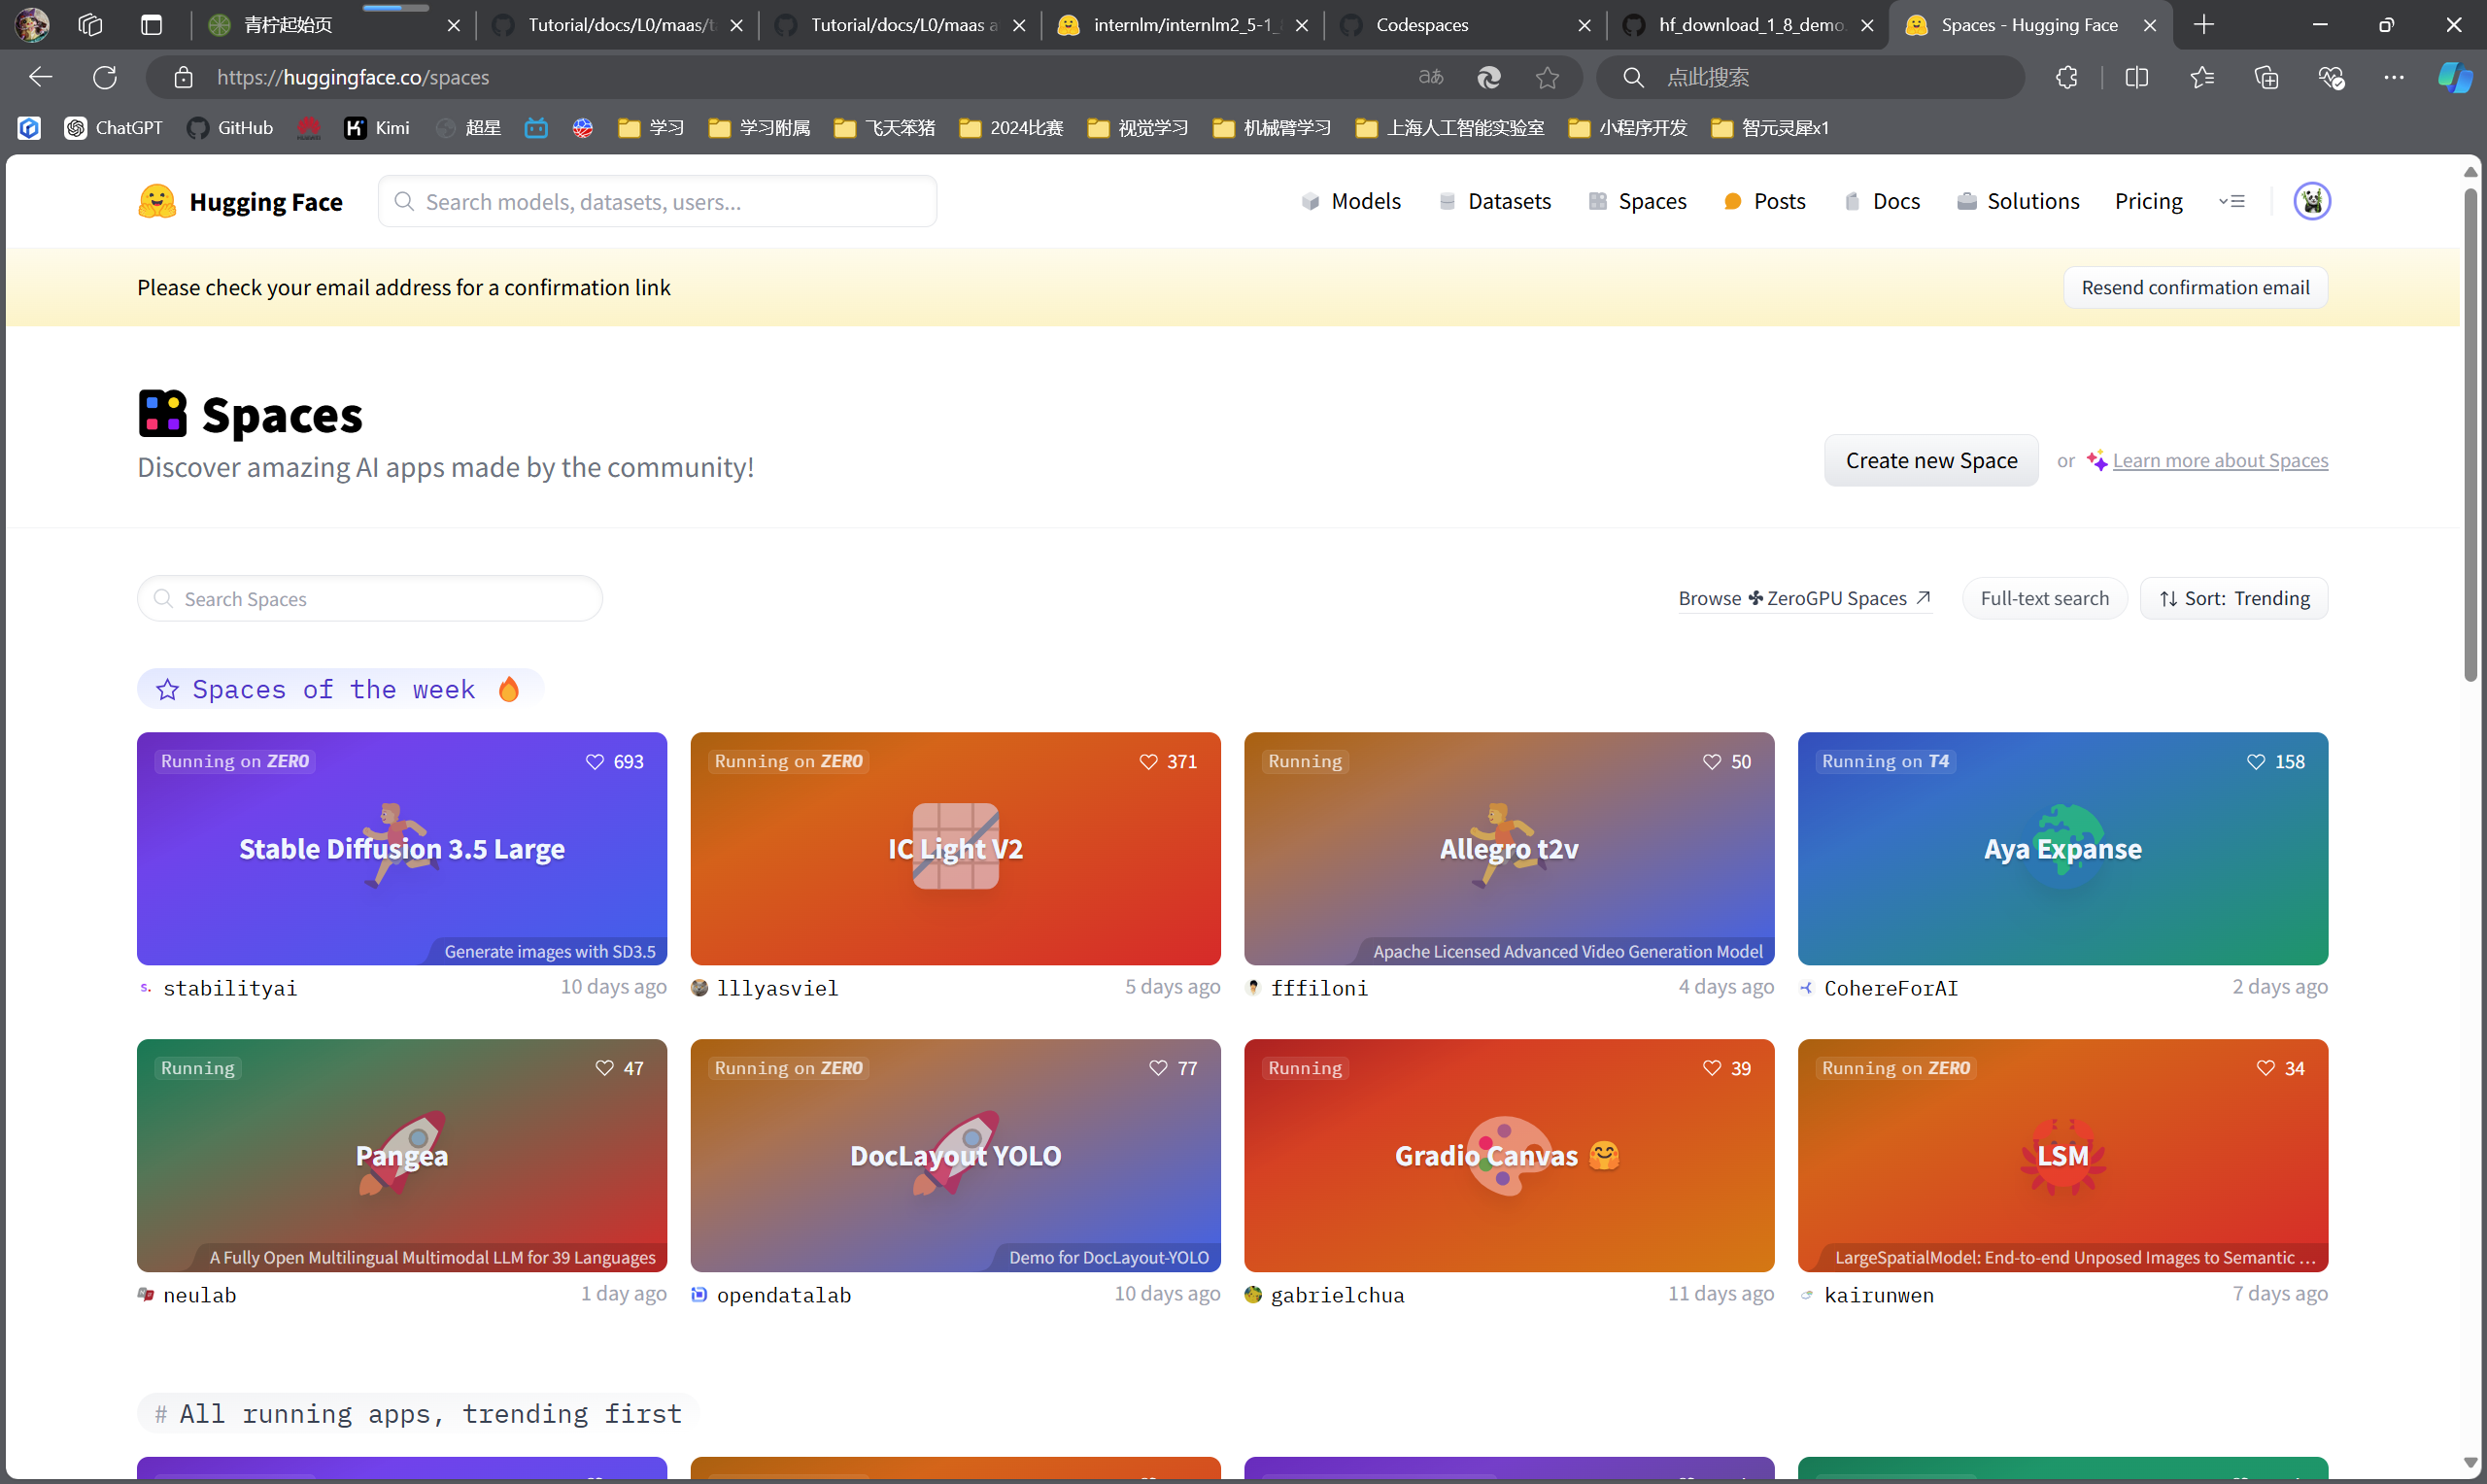 青柠起始页
Tutorial/docs/L0/maas/t
Tutorial/docs/L0/maas a
internlm/internlm2_5-1_
Codespaces
hf_download_1_8_demo.
Spaces - Hugging Face
https://huggingface.co/spaces
点此搜索
ChatGPT
GitHub
Kimi
超星
学习
学习附属
飞天笨猪
2024比赛
视觉学习
机械臂学习
上海人工智能实验室
小程序开发
智元灵犀x1
Hugging Face
Search models, datasets, users...
Models
Datasets
Spaces
Posts
Docs
Solutions
Pricing
Please check your email address for a confirmation link
Resend confirmation email
Spaces
Discover amazing AI apps made by the community!
Create new Space
or
Learn more about Spaces
Search Spaces
Browse ZeroGPU Spaces
Full-text search
Sort: Trending
Spaces of the week 🔥
Running on ZERO
693
Stable Diffusion 3.5 Large
Generate images with SD3.5
stabilityai
10 days ago
Running on ZERO
371
IC Light V2
lllyasviel
5 days ago
Running
50
Allegro t2v
Apache Licensed Advanced Video Generation Model
fffiloni
4 days ago
Running on T4
158
Aya Expanse
CohereForAI
2 days ago
Running
47
Pangea
A Fully Open Multilingual Multimodal LLM for 39 Languages
neulab
1 day ago
Running on ZERO
77
DocLayout YOLO
Demo for DocLayout-YOLO
opendatalab
10 days ago
Running
39
Gradio Canvas 🤗
gabrielchua
11 days ago
Running on ZERO
34
LSM
LargeSpatialModel: End-to-end Unposed Images to Semantic ...
kairunwen
7 days ago
# All running apps, trending first